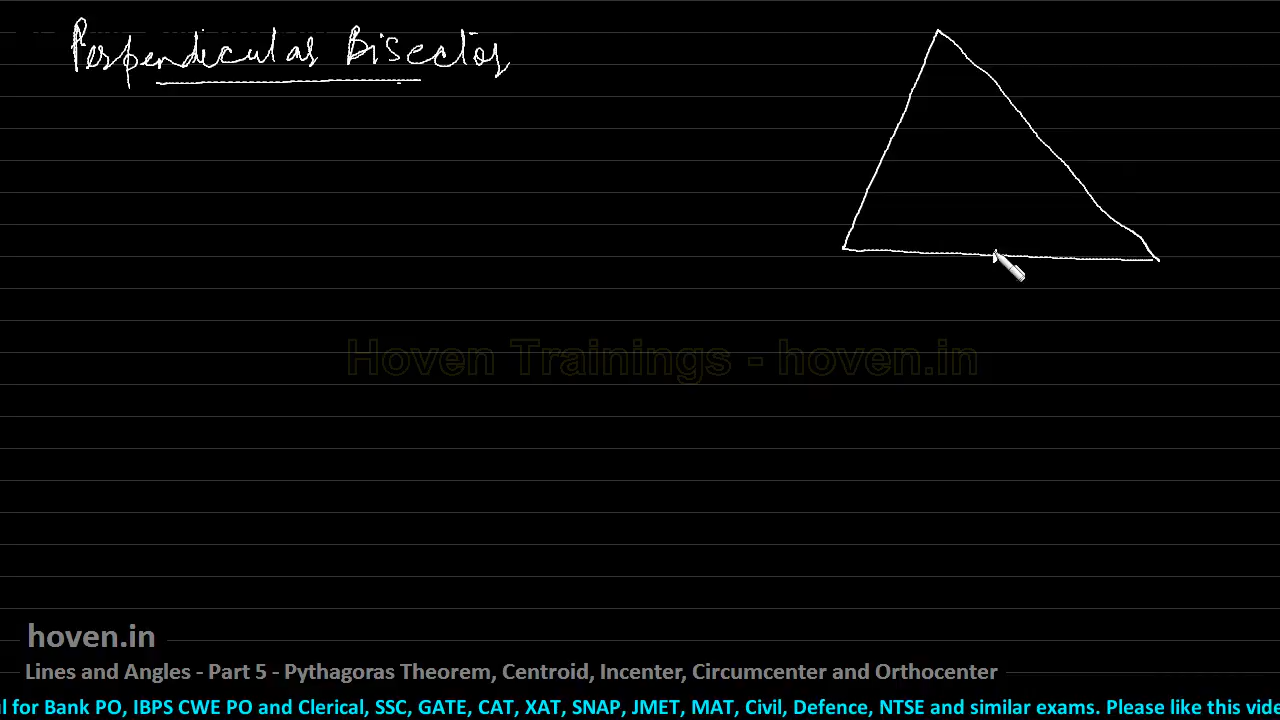 Perpendicular Bisector
Hoven Trainings - hoven.in
hoven.in
Lines and Angles - Part 5 - Pythagoras Theorem, Centroid, Incenter, Circumcenter and Orthocenter
l for Bank PO, IBPS CWE PO and Clerical, SSC, GATE, CAT, XAT, SNAP, JMET, MAT, Civil, Defence, NTSE and similar exams. Please like this vide